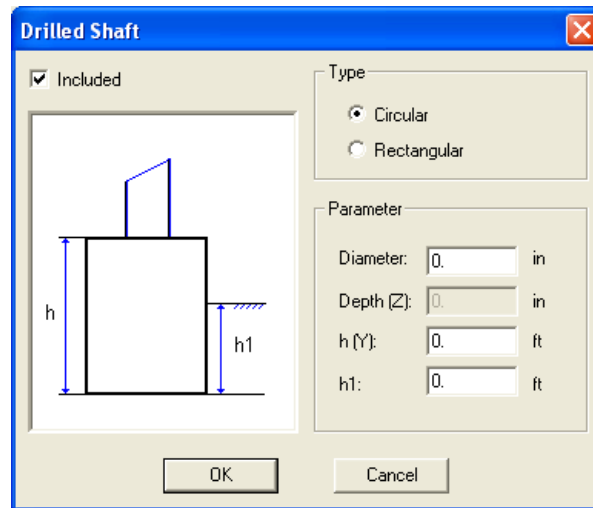 Drilled Shaft
Included
h
h1
Type
Circular
Rectangular
Parameter
Diameter: 0. in
Depth (Z): 0. in
h (Y): 0. ft
h1: 0. ft
OK Cancel